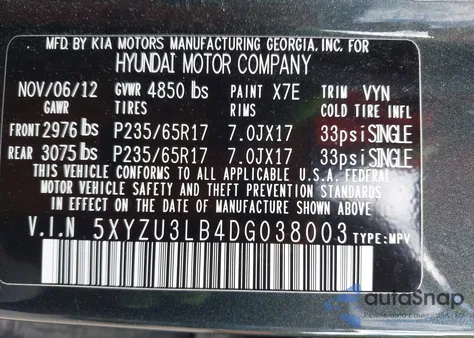 MFD. BY KIA MOTORS MANUFACTURING GEORGIA, INC. FOR
HYUNDAI MOTOR COMPANY
NOV/06/12 GVWR 4850 lbs PAINT X7E TRIM VYN
GAWR TIRES RIMS COLD TIRE INFL
FRONT 2976 lbs P235/65R17 7.0JX17 33psi SINGLE
REAR 3075 lbs P235/65R17 7.0JX17 33psi SINGLE
THIS VEHICLE CONFORMS TO ALL APPLICABLE U.S. FEDERAL
MOTOR VEHICLE SAFETY AND THEFT PREVENTION STANDARDS
IN EFFECT ON THE DATE OF MANUFACTURE SHOWN ABOVE.
V.I.N 5XYZU3LB4DG038003 TYPE: MPV
autoSnap